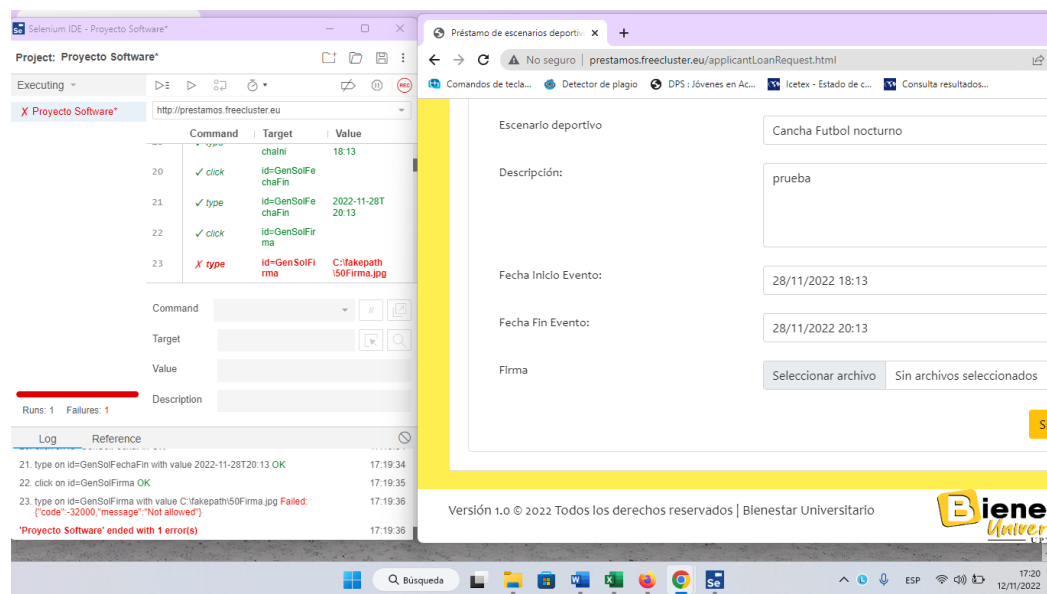 Selenium IDE - Proyecto Software*
Project: Proyecto Software*
Executing
REC
X Proyecto Software*
http://prestamos.freecluster.eu
Command Target Value
chaIni 18:13
20 ✓ click id=GenSolFe
chaFin
21 ✓ type id=GenSolFe 2022-11-28T
chaFin 20:13
22 ✓ click id=GenSolFir
ma
23 X type id=GenSolFi C:\fakepath
rma \50Firma.jpg
Command
//
Target
Value
Description
Runs: 1 Failures: 1
Log Reference
21. type on id=GenSolFechaFin with value 2022-11-28T20:13 OK 17:19:34
22. click on id=GenSolFirma OK 17:19:35
23. type on id=GenSolFirma with value C:\fakepath\50Firma.jpg Failed: 17:19:36
{"code":-32000,"message":"Not allowed"}
'Proyecto Software' ended with 1 error(s) 17:19:36
Préstamo de escenarios deportiv
No seguro | prestamos.freecluster.eu/applicantLoanRequest.html
Comandos de tecla... Detector de plagio DPS : Jóvenes en Ac... Icetex - Estado de c... Consulta resultados...
Escenario deportivo Cancha Futbol nocturno
Descripción: prueba
Fecha Inicio Evento: 28/11/2022 18:13
Fecha Fin Evento: 28/11/2022 20:13
Firma Seleccionar archivo Sin archivos seleccionados
S
Versión 1.0 © 2022 Todos los derechos reservados | Bienestar Universitario
Biene
Univer
UP
Búsqueda
Se
ESP
17:20
12/11/2022